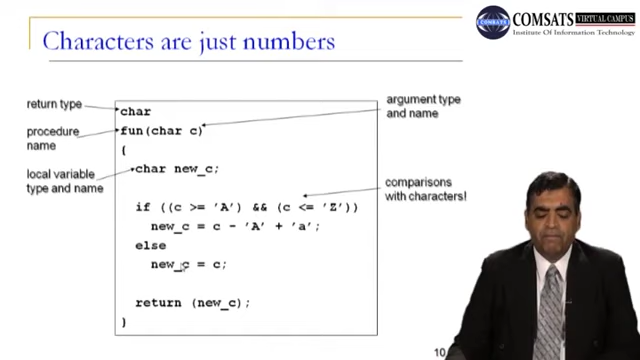 Characters are just numbers
COMSATS
VIRTUAL CAMPUS
Institute Of Information Technology
return type
procedure
name
local variable
type and name
char
fun(char c)
{
char new_c;
if ((c >= 'A') && (c <= 'Z'))
new_c = c - 'A' + 'a';
else
new_c = c;
return (new_c);
}
argument type
and name
comparisons
with characters!
10